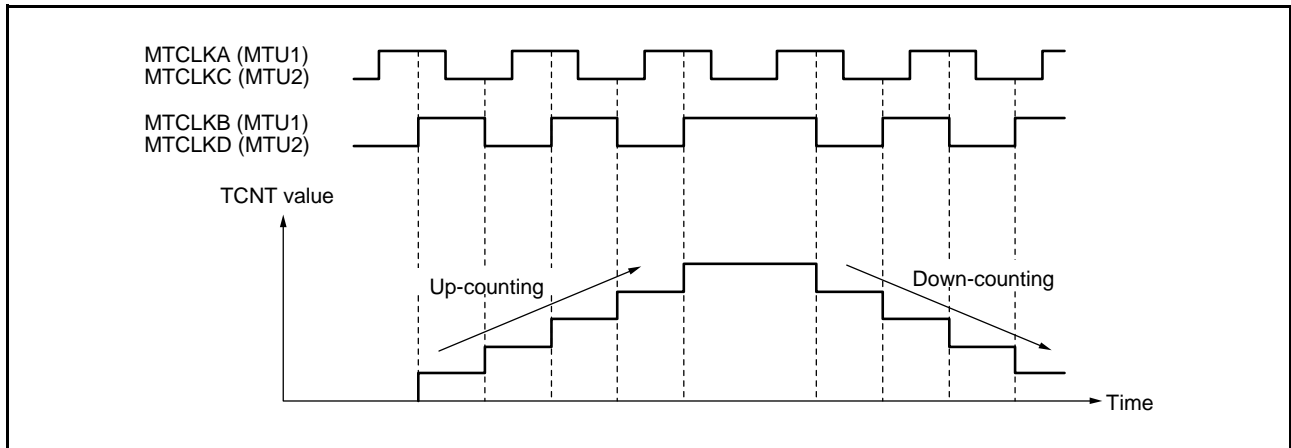 MTCLKA (MTU1)
MTCLKC (MTU2)
MTCLKB (MTU1)
MTCLKD (MTU2)
TCNT value
Up-counting
Down-counting
Time